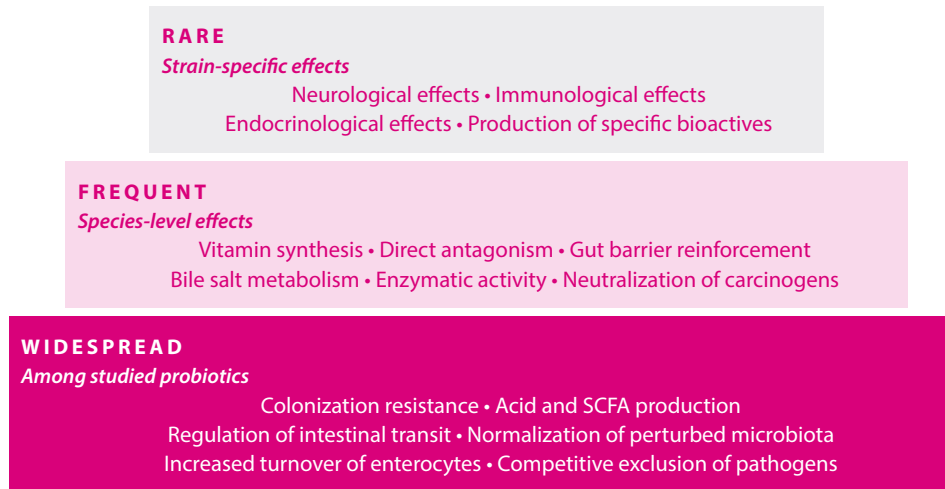 RARE
Strain-specific effects
Neurological effects • Immunological effects
Endocrinological effects • Production of specific bioactives
FREQUENT
Species-level effects
Vitamin synthesis • Direct antagonism • Gut barrier reinforcement
Bile salt metabolism • Enzymatic activity • Neutralization of carcinogens
WIDESPREAD
Among studied probiotics
Colonization resistance • Acid and SCFA production
Regulation of intestinal transit • Normalization of perturbed microbiota
Increased turnover of enterocytes • Competitive exclusion of pathogens